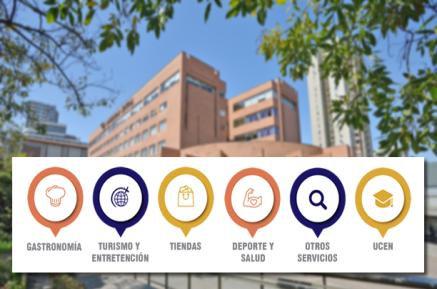 GASTRONOMÍA
TURISMO Y
ENTRETENCIÓN
TIENDAS
DEPORTE Y
SALUD
OTROS
SERVICIOS
UCEN